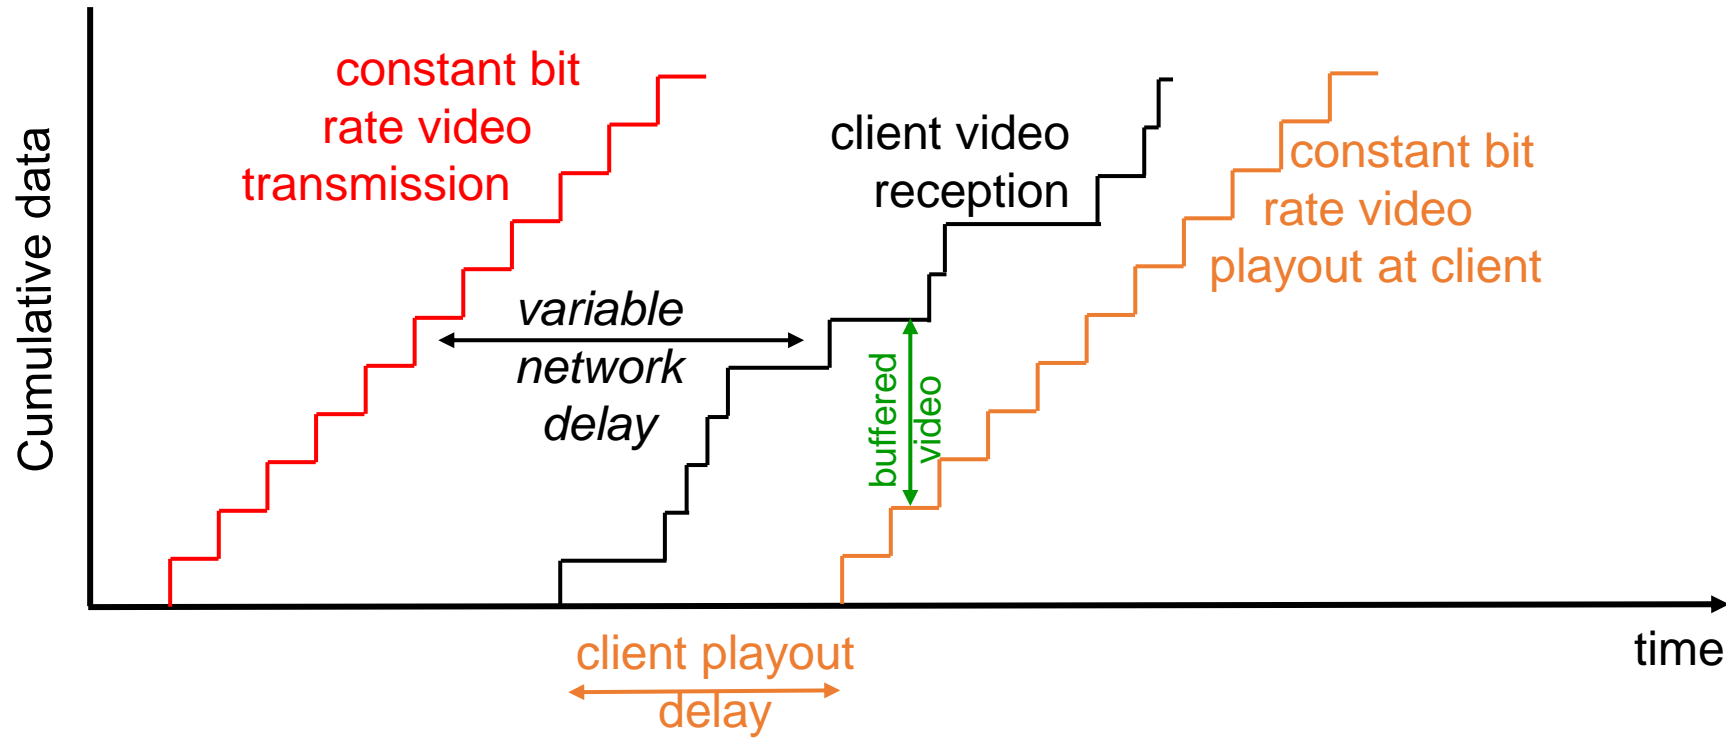 constant bit
rate video
transmission
client video
reception
constant bit
rate video
playout at client
Cumulative data
variable
network
delay
buffered
video
time
client playout
delay